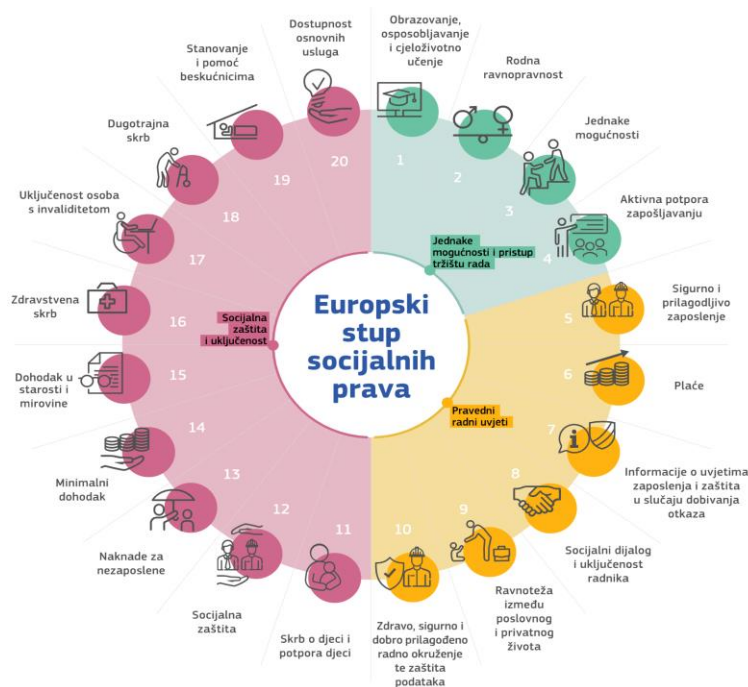 Europski
stup
socijalnih
prava
Jednake
mogućnosti i pristup
tržištu rada
1
Obrazovanje,
osposobljavanje
i cjeloživotno
učenje
2
Rodna
ravnopravnost
3
Jednake
mogućnosti
4
Aktivna potpora
zapošljavanju
Pravedni
radni uvjeti
5
Sigurno i
prilagodljivo
zaposlenje
6
Plaće
7
Informacije o uvjetima
zaposlenja i zaštita
u slučaju dobivanja
otkaza
8
Socijalni dijalog
i uključenost
radnika
9
Ravnoteža
između
poslovnog
i privatnog
života
10
Zdravo, sigurno i
dobro prilagođeno
radno okruženje
te zaštita
podataka
Socijalna
zaštita
i uključenost
11
Skrb o djeci i
potpora djeci
12
Socijalna
zaštita
13
Naknade za
nezaposlene
14
Minimalni
dohodak
15
Dohodak u
starosti i
mirovine
16
Zdravstvena
skrb
17
Uključenost osoba
s invaliditetom
18
Dugotrajna
skrb
19
Stanovanje
i pomoć
beskućnicima
20
Dostupnost
osnovnih
usluga